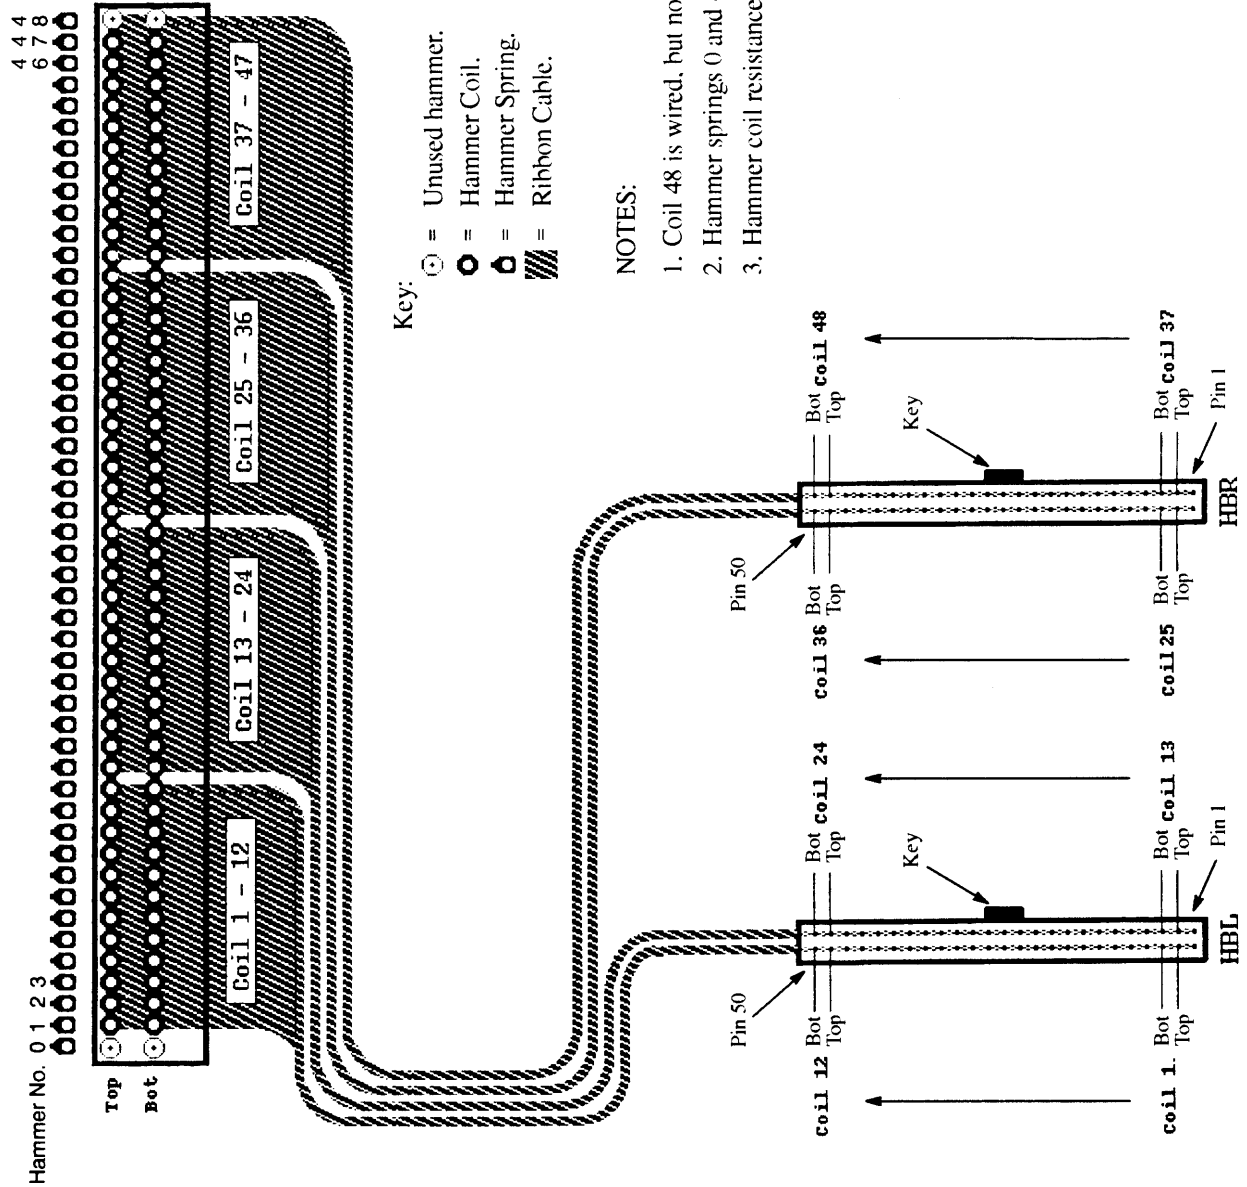 Hammer No. 0 1 2 3
4 4 4
6 7 8
Top
Bot
Coil 1 - 12
Coil 13 - 24
Coil 25 - 36
Coil 37 - 47
Key:
= Unused hammer.
= Hammer Coil.
= Hammer Spring.
= Ribbon Cable.
NOTES:
1. Coil 48 is wired, but no
2. Hammer springs 0 and
3. Hammer coil resistance
Coil 12 Bot
Top
Bot Coil 24
Top
Pin 50
Key
Coil 1. Bot
Top
Bot Coil 13
Top
Pin 1
HBL
Coil 36 Bot
Top
Bot Coil 48
Top
Pin 50
Key
Coil 25 Bot
Top
Bot Coil 37
Top
Pin 1
HBR